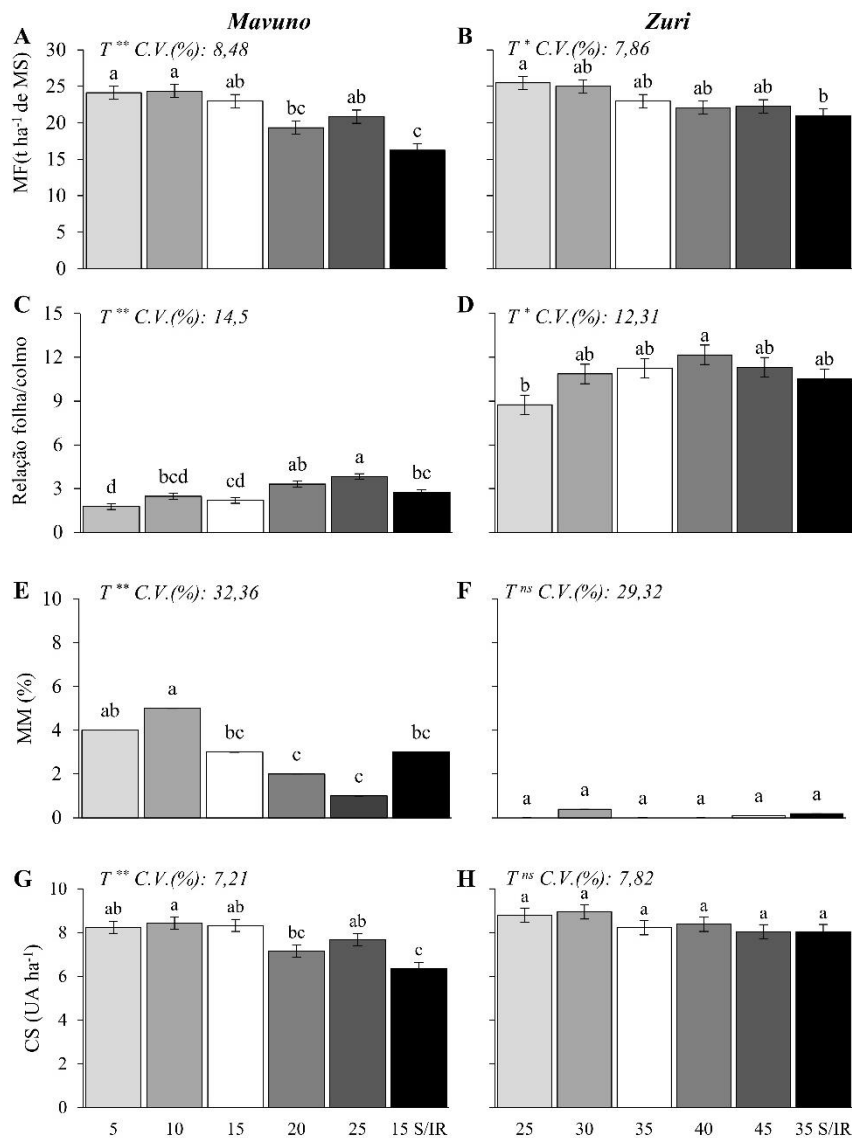 Mavuno
Zuri
A
T ** C.V.(%): 8,48
MF(t ha⁻¹ de MS)
30
25
20
15
10
5
0
a
a
ab
bc
ab
c
B
T * C.V.(%): 7,86
a
ab
ab
ab
ab
b
C
T ** C.V.(%): 14,5
Relação folha/colmo
15
12
9
6
3
0
d
bcd
cd
ab
a
bc
D
T * C.V.(%): 12,31
b
ab
ab
a
ab
ab
E
T ** C.V.(%): 32,36
MM (%)
10
8
6
4
2
0
ab
a
bc
c
c
bc
F
T ns C.V.(%): 29,32
a
a
a
a
a
a
G
T ** C.V.(%): 7,21
CS (UA ha⁻¹)
10
8
6
4
2
0
ab
a
ab
bc
ab
c
5 10 15 20 25 15 S/IR
H
T ns C.V.(%): 7,82
a
a
a
a
a
a
25 30 35 40 45 35 S/IR